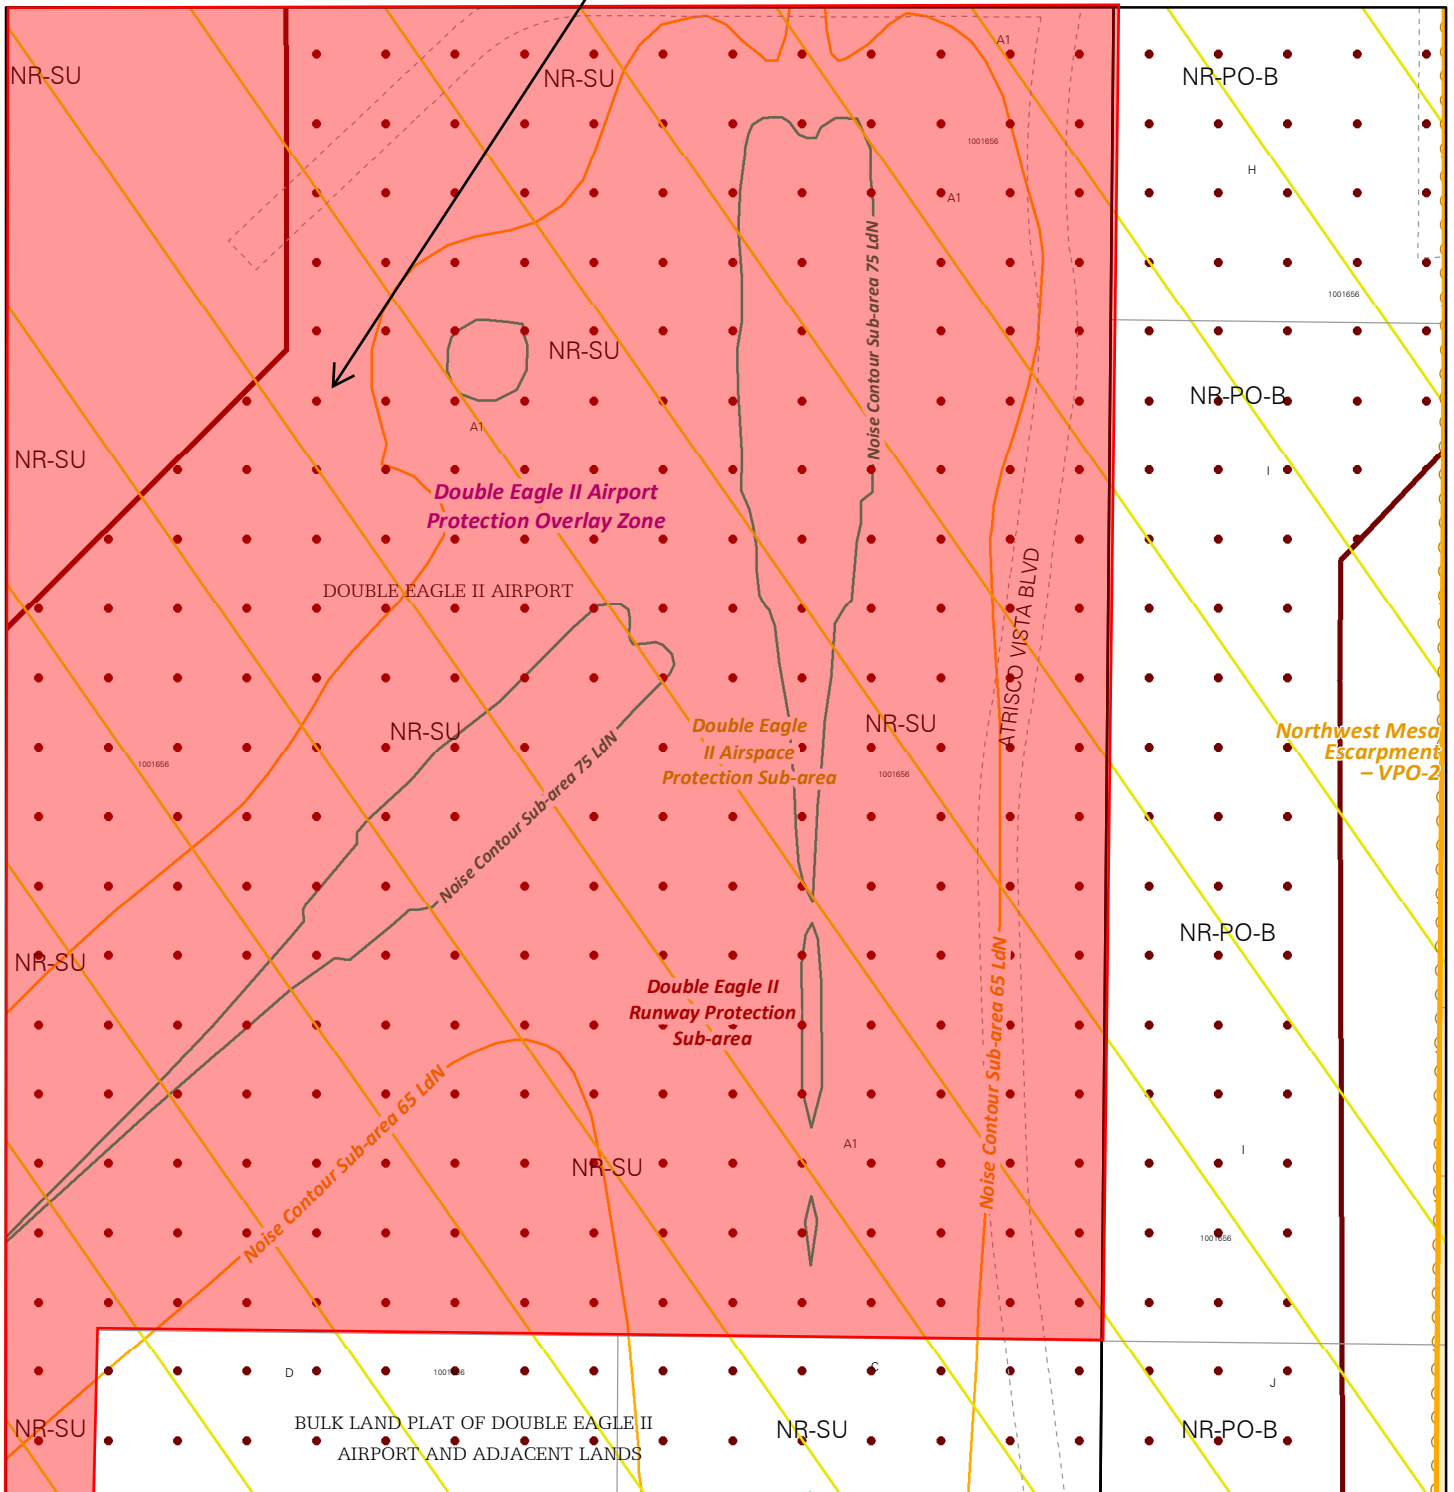 NR-SU
NR-SU
A1
NR-PO-B
1001656
H
A1
Noise Contour Sub-area 75 LdN
1001656
NR-SU
NR-PO-B
A1
NR-SU
I
Double Eagle II Airport
Protection Overlay Zone
DOUBLE EAGLE II AIRPORT
ATRISCO VISTA BLVD
NR-SU
Double Eagle
II Airspace
Protection Sub-area
NR-SU
Northwest Mesa
Escarpment
– VPO-2
1001656
1001656
Noise Contour Sub-area 75 LdN
NR-PO-B
NR-SU
Double Eagle II
Runway Protection
Sub-area
Noise Contour Sub-area 65 LdN
Noise Contour Sub-area 65 LdN
A1
I
NR-SU
1001656
D
1001656
C
J
NR-SU
BULK LAND PLAT OF DOUBLE EAGLE II
AIRPORT AND ADJACENT LANDS
NR-SU
NR-PO-B